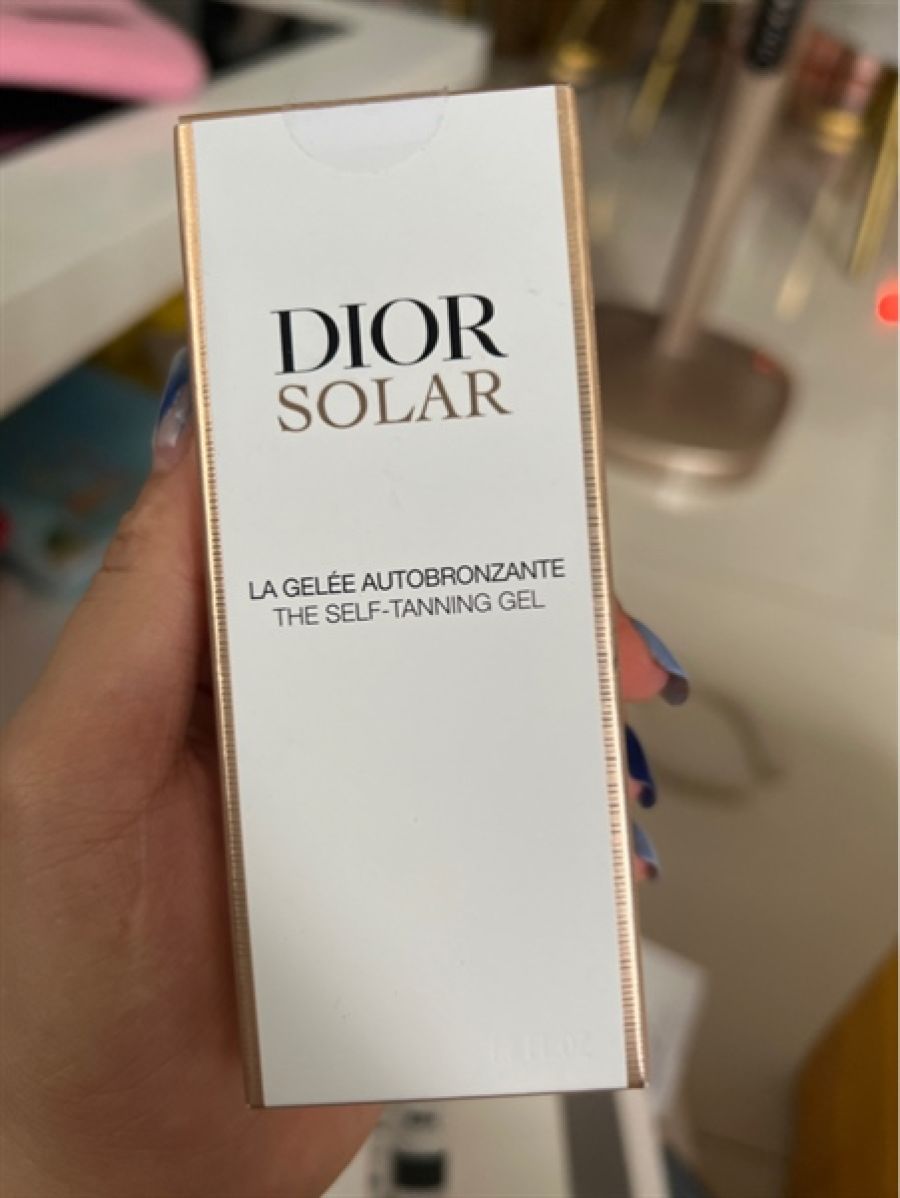 DIOR
SOLAR
LA GELÉE AUTOBRONZANTE
THE SELF-TANNING GEL